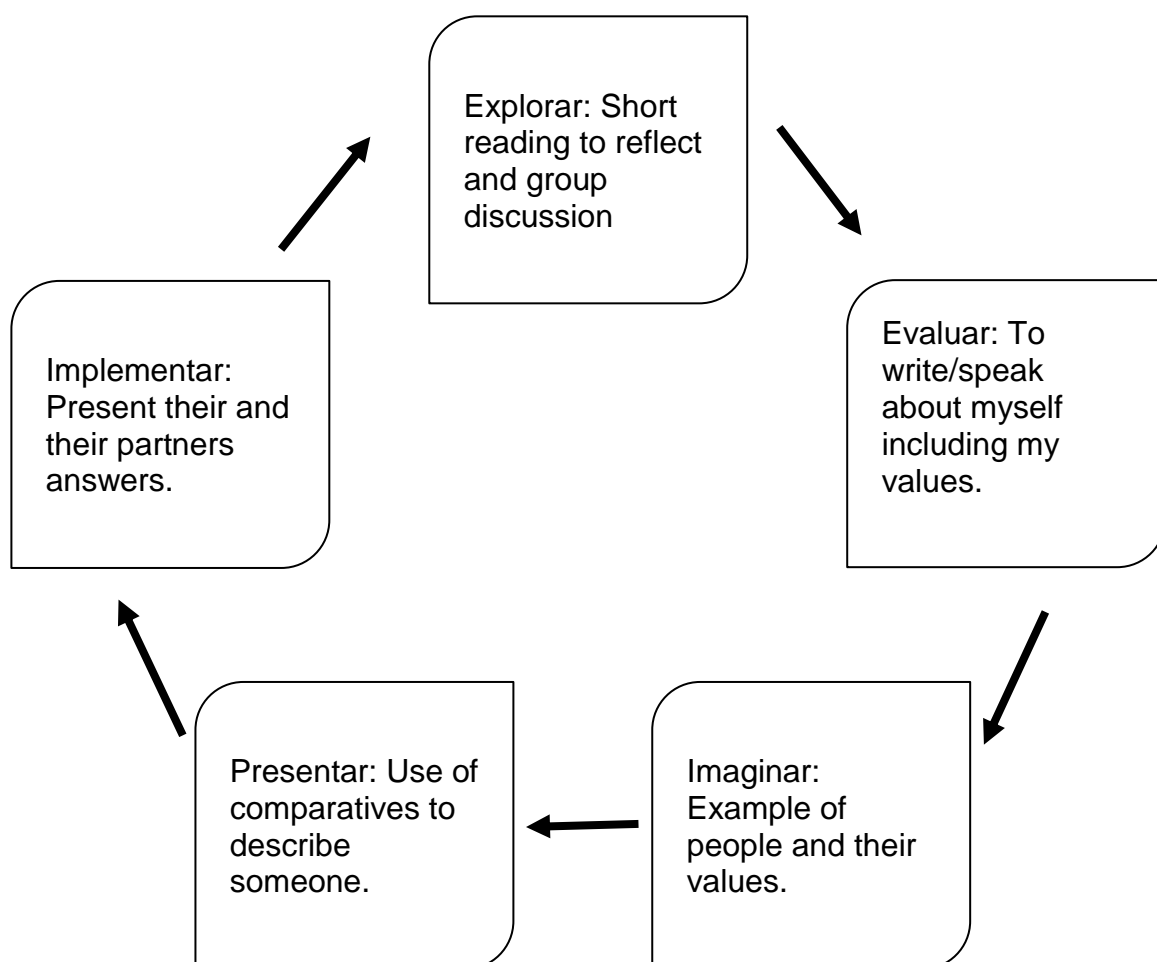 Explorar: Short
reading to reflect
and group
discussion
Evaluar: To
write/speak
about myself
including my
values.
Imaginar:
Example of
people and their
values.
Presentar: Use of
comparatives to
describe
someone.
Implementar:
Present their and
their partners
answers.